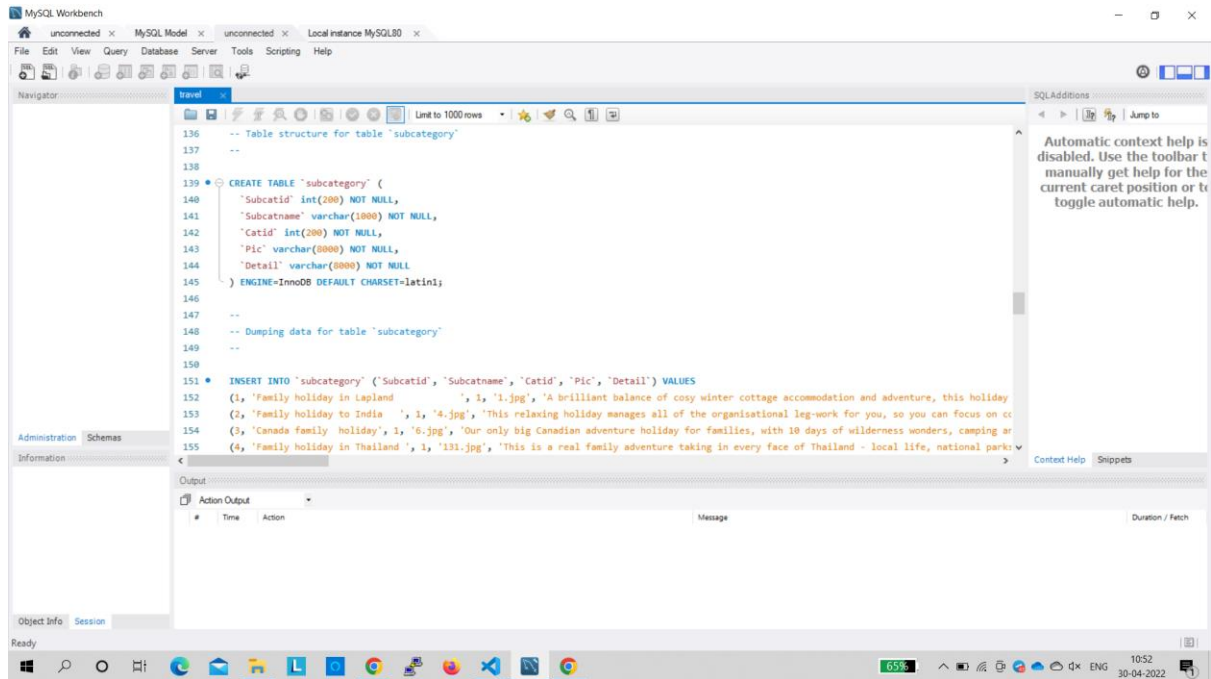 MySQL Workbench
unconnected × MySQL Model × unconnected × Local instance MySQL80 ×
File Edit View Query Database Server Tools Scripting Help
Navigator
travel ×
SQLAdditions
Limit to 1000 rows
Jump to
136 -- Table structure for table `subcategory`
137 --
138
139 CREATE TABLE `subcategory` (
140 `Subcatid` int(200) NOT NULL,
141 `Subcatname` varchar(1000) NOT NULL,
142 `Catid` int(200) NOT NULL,
143 `Pic` varchar(8000) NOT NULL,
144 `Detail` varchar(8000) NOT NULL
145 ) ENGINE=InnoDB DEFAULT CHARSET=latin1;
146
147 --
148 -- Dumping data for table `subcategory`
149 --
150
151 INSERT INTO `subcategory` (`Subcatid`, `Subcatname`, `Catid`, `Pic`, `Detail`) VALUES
152 (1, 'Family holiday in Lapland ', 1, '1.jpg', 'A brilliant balance of cosy winter cottage accommodation and adventure, this holiday
153 (2, 'Family holiday to India ', 1, '4.jpg', 'This relaxing holiday manages all of the organisational leg-work for you, so you can focus on
154 (3, 'Canada family holiday', 1, '6.jpg', 'Our only big Canadian adventure holiday for families, with 10 days of wilderness wonders, camping
155 (4, 'Family holiday in Thailand ', 1, '131.jpg', 'This is a real family adventure taking in every face of Thailand - local life, national
Automatic context help is
disabled. Use the toolbar
manually get help for the
current caret position or
toggle automatic help.
Administration Schemas
Information
Context Help Snippets
Output
Action Output
# Time Action Message Duration / Fetch
Object Info Session
Ready
65% ENG 10:52
30-04-2022